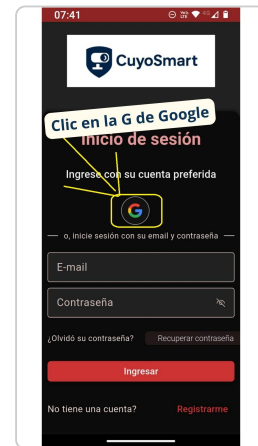 07:41
CuyoSmart
Clic en la G de Google
Inicio de sesión
Ingrese con su cuenta preferida
G
o, inicie sesión con su email y contraseña
E-mail
Contraseña
¿Olvidó su contraseña? Recuperar contraseña
Ingresar
No tiene una cuenta? Registrarme